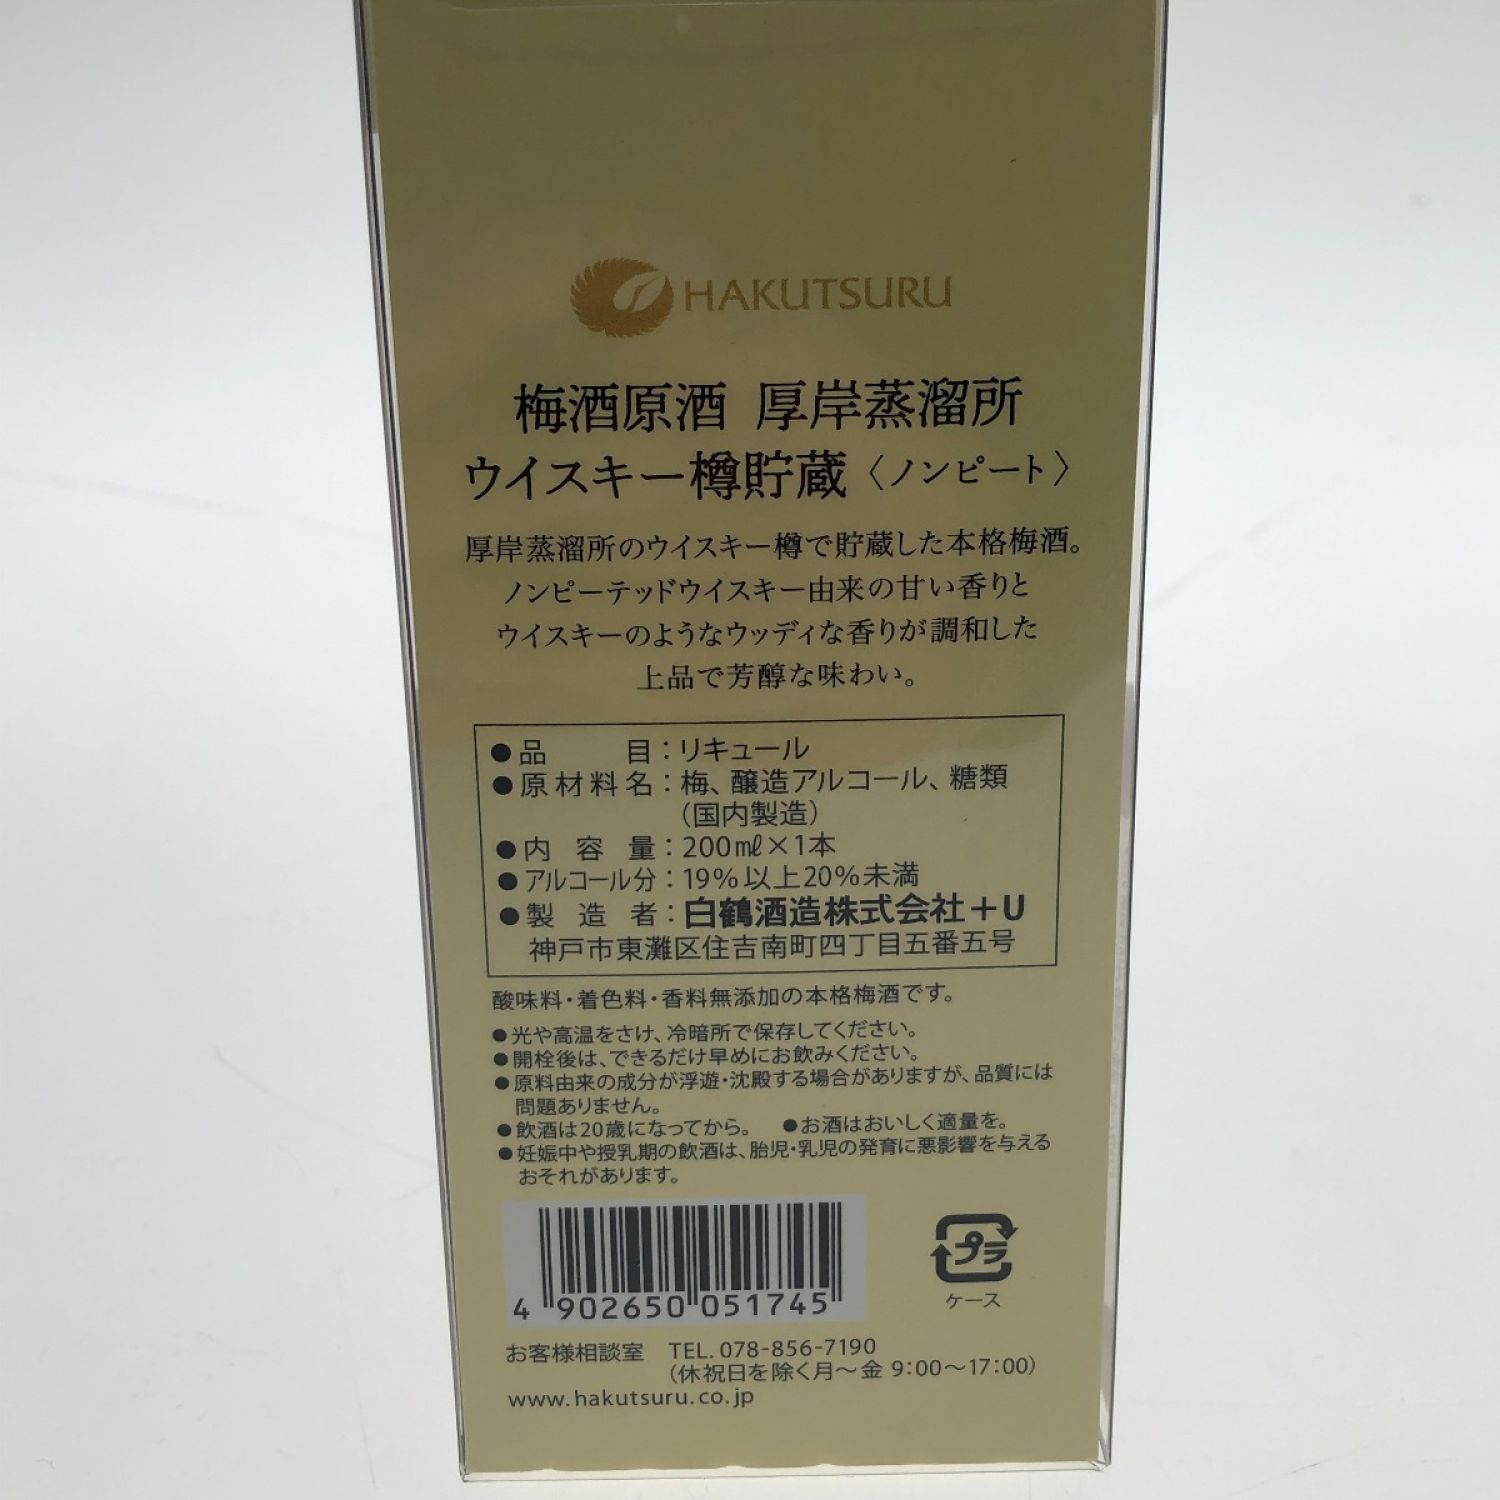 HAKUTSURU
梅酒原酒 厚岸蒸溜所
ウイスキー樽貯蔵〈ノンピート〉
厚岸蒸溜所のウイスキー樽で貯蔵した本格梅酒。
ノンピーテッドウイスキー由来の甘い香りと
ウイスキーのようなウッディな香りが調和した
上品で芳醇な味わい。
●品目：リキュール
●原材料名：梅、醸造アルコール、糖類
（国内製造）
●内容量：200㎖×1本
●アルコール分：19%以上20%未満
●製造者：白鶴酒造株式会社＋U
神戸市東灘区住吉南町四丁目五番五号
酸味料・着色料・香料無添加の本格梅酒です。
●光や高温をさけ、冷暗所で保存してください。
●開栓後は、できるだけ早めにお飲みください。
●原料由来の成分が浮遊・沈殿する場合がありますが、品質には
問題ありません。
●飲酒は20歳になってから。 ●お酒はおいしく適量を。
●妊娠中や授乳期の飲酒は、胎児・乳児の発育に悪影響を与える
おそれがあります。
プラ
ケース
4 902650 051745
お客様相談室 TEL. 078-856-7190
（休祝日を除く月～金 9:00～17:00）
www.hakutsuru.co.jp